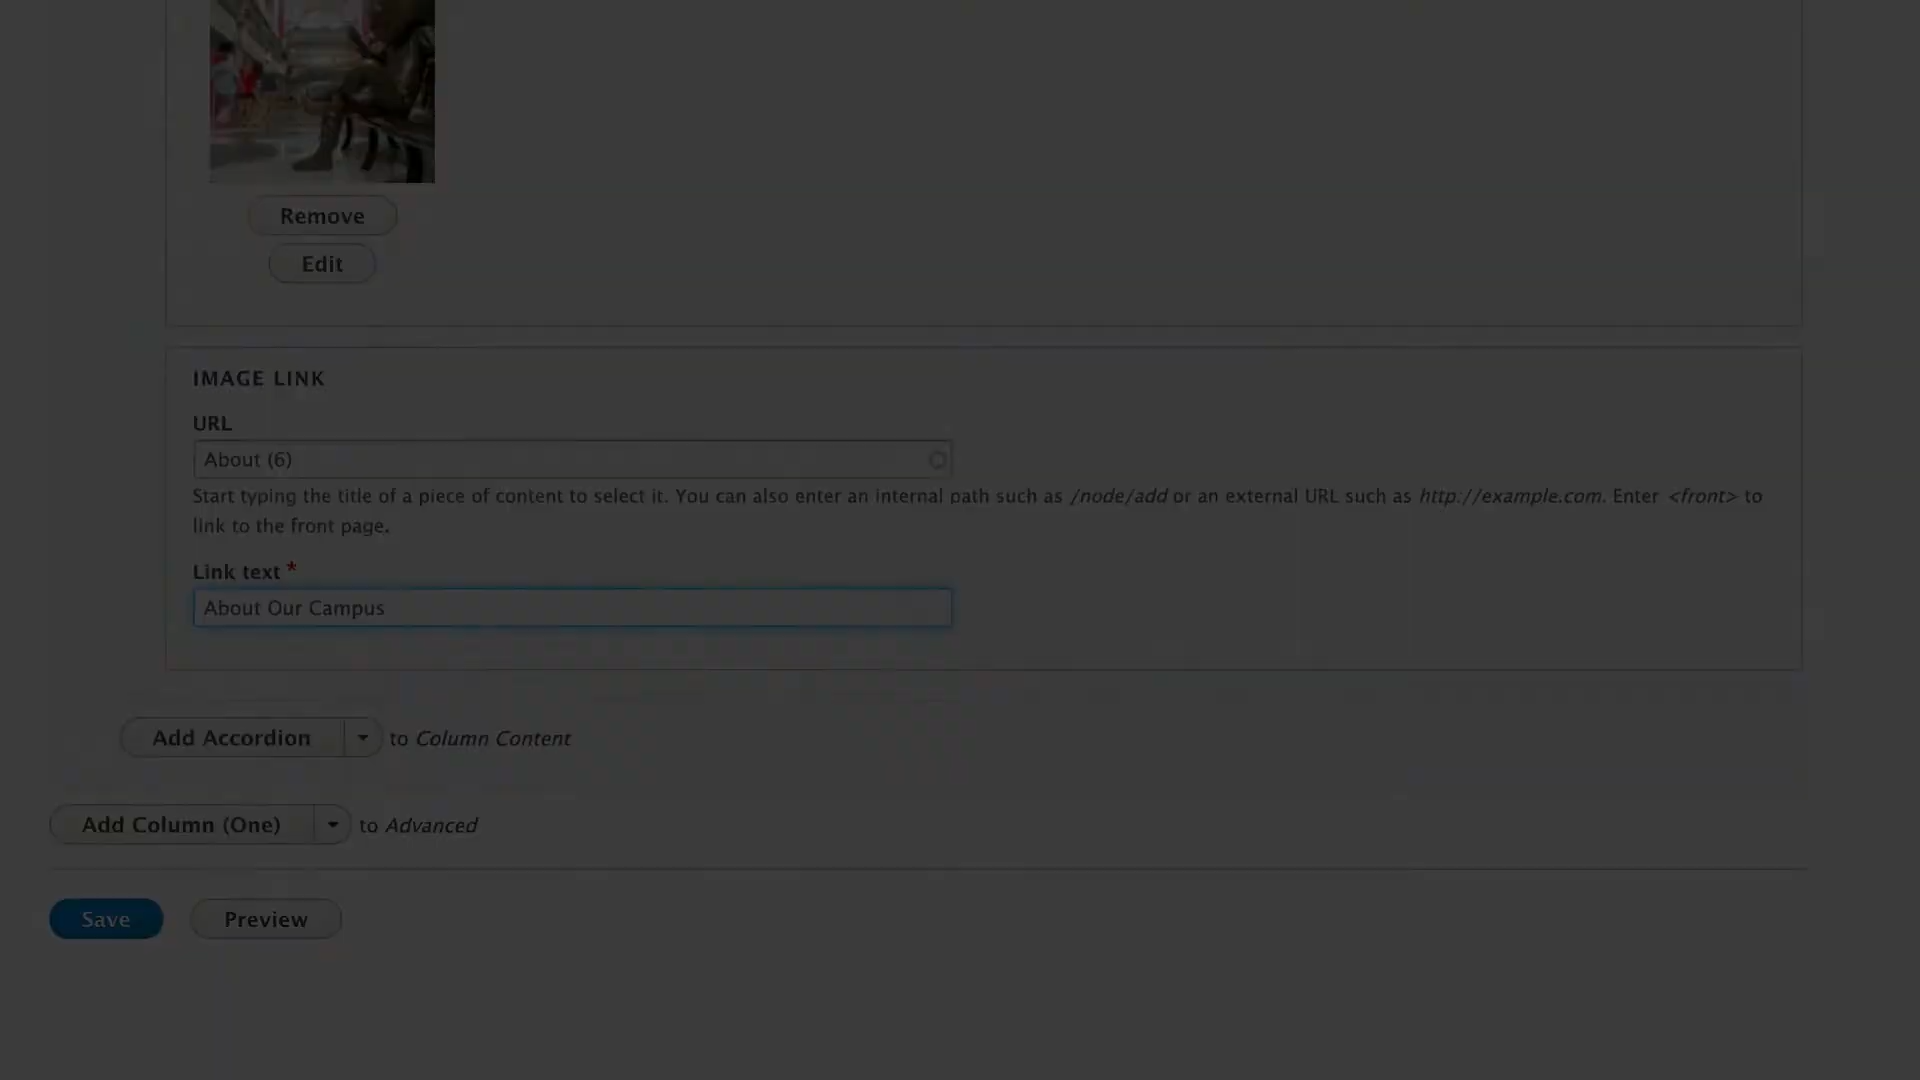 Remove
Edit
IMAGE LINK
URL
About (6)
Start typing the title of a piece of content to select it. You can also enter an internal path such as /node/add or an external URL such as http://example.com. Enter <front> to
link to the front page.
Link text *
About Our Campus
Add Accordion to Column Content
Add Column (One) to Advanced
Save Preview